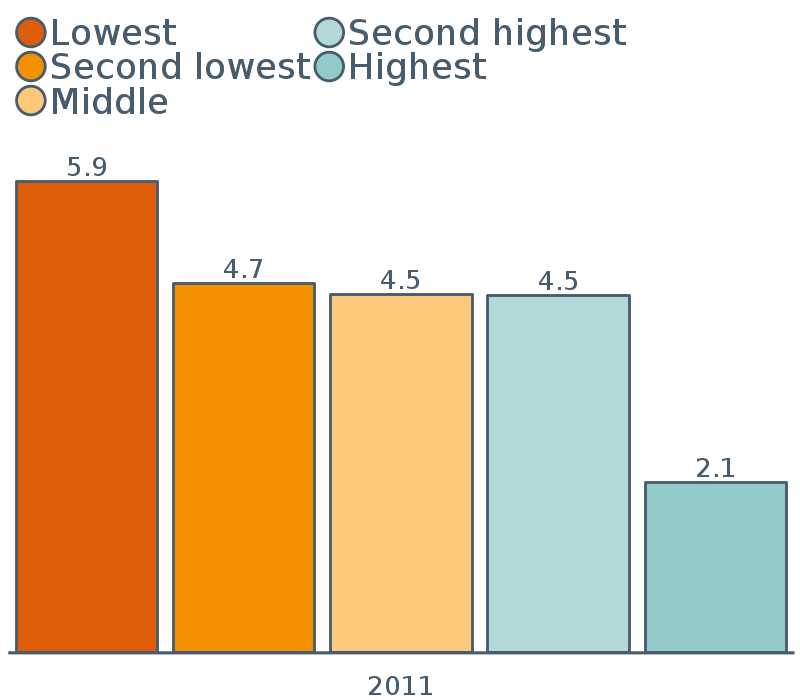 Lowest
Second lowest
Middle
Second highest
Highest
5.9
4.7
4.5
4.5
2.1
2011